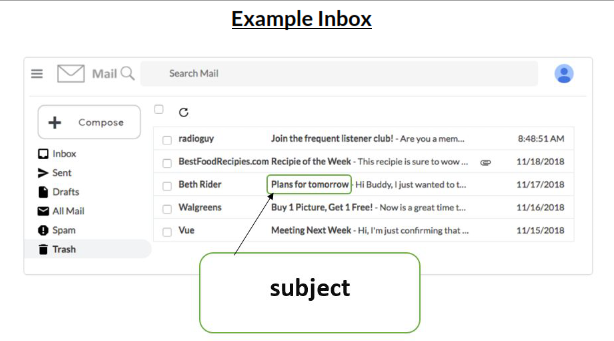 Example Inbox
Mail Search Mail
+ Compose
Inbox
Sent
Drafts
All Mail
Spam
Trash
radioguy Join the frequent listener club! - Are you a mem... 8:48:51 AM
BestFoodRecipies.com Recipie of the Week - This recipie is sure to wow ... 11/18/2018
Beth Rider Plans for tomorrow - Hi Buddy, I just wanted to t... 11/17/2018
Walgreens Buy 1 Picture, Get 1 Free! - Now is a great time t... 11/16/2018
Vue Meeting Next Week - Hi, I'm just confirming that ... 11/15/2018
subject